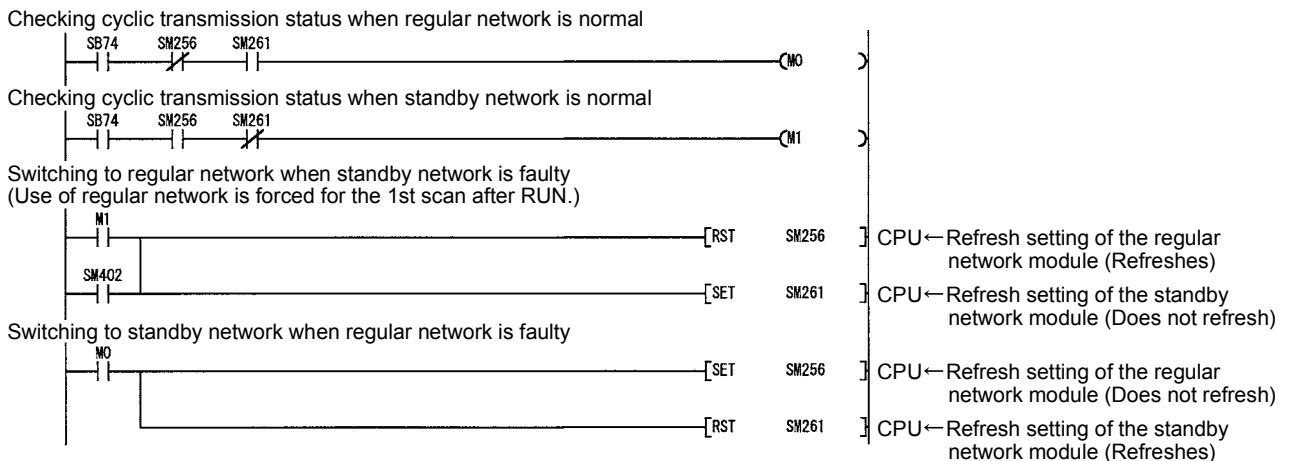 Checking cyclic transmission status when regular network is normal
SB74 SM256 SM261
M0
Checking cyclic transmission status when standby network is normal
SB74 SM256 SM261
M1
Switching to regular network when standby network is faulty
(Use of regular network is forced for the 1st scan after RUN.)
M1
[RST SM256 ] CPU←Refresh setting of the regular
network module (Refreshes)
SM402
[SET SM261 ] CPU←Refresh setting of the standby
network module (Does not refresh)
Switching to standby network when regular network is faulty
M0
[SET SM256 ] CPU←Refresh setting of the regular
network module (Does not refresh)
[RST SM261 ] CPU←Refresh setting of the standby
network module (Refreshes)